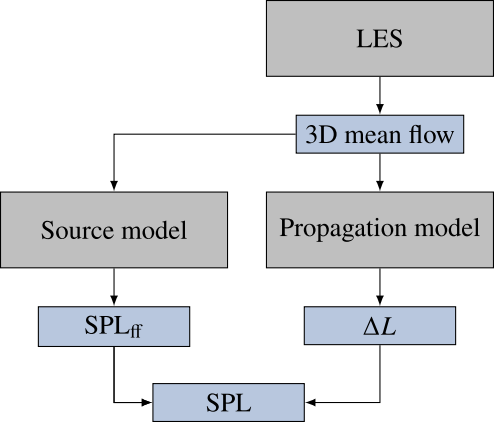 LES
3D mean flow
Source model
Propagation model
SPLff
ΔL
SPL